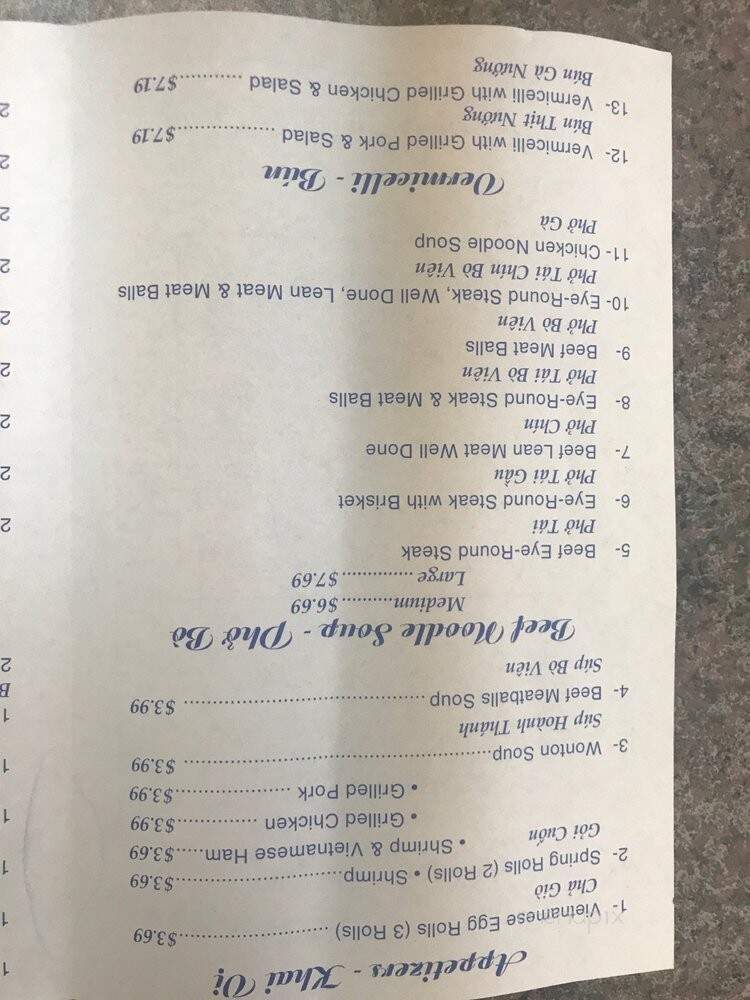 Appetizers - Khai Vị
1- Vietnamese Egg Rolls (3 Rolls) ..................$3.69
Chả Giò
2- Spring Rolls (2 Rolls) • Shrimp..................$3.69
• Shrimp & Vietnamese Ham.....$3.69
Gỏi Cuốn
• Grilled Chicken ..............$3.99
• Grilled Pork ....................$3.99
3- Wonton Soup.................................................... $3.99
Súp Hoành Thánh
4- Beef Meatballs Soup ......................................... $3.99
Súp Bò Viên
Beef Noodle Soup - Phở Bò
Medium..........$6.69
Large ..............$7.69
5- Beef Eye-Round Steak
Phở Tái
6- Eye-Round Steak with Brisket
Phở Tái Gầu
7- Beef Lean Meat Well Done
Phở Chín
8- Eye-Round Steak & Meat Balls
Phở Tái Bò Viên
9- Beef Meat Balls
Phở Bò Viên
10- Eye-Round Steak, Well Done, Lean Meat & Meat Balls
Phở Tái Chín Bò Viên
11- Chicken Noodle Soup
Phở Gà
Vermicelli - Bún
12- Vermicelli with Grilled Pork & Salad .................$7.19
Bún Thịt Nướng
13- Vermicelli with Grilled Chicken & Salad ...........$7.19
Bún Gà Nướng